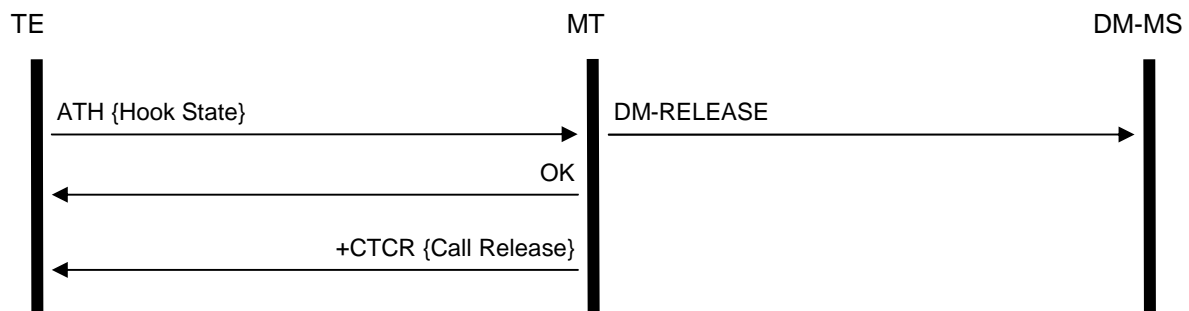 TE MT DM-MS
ATH {Hook State} DM-RELEASE
OK
+CTCR {Call Release}